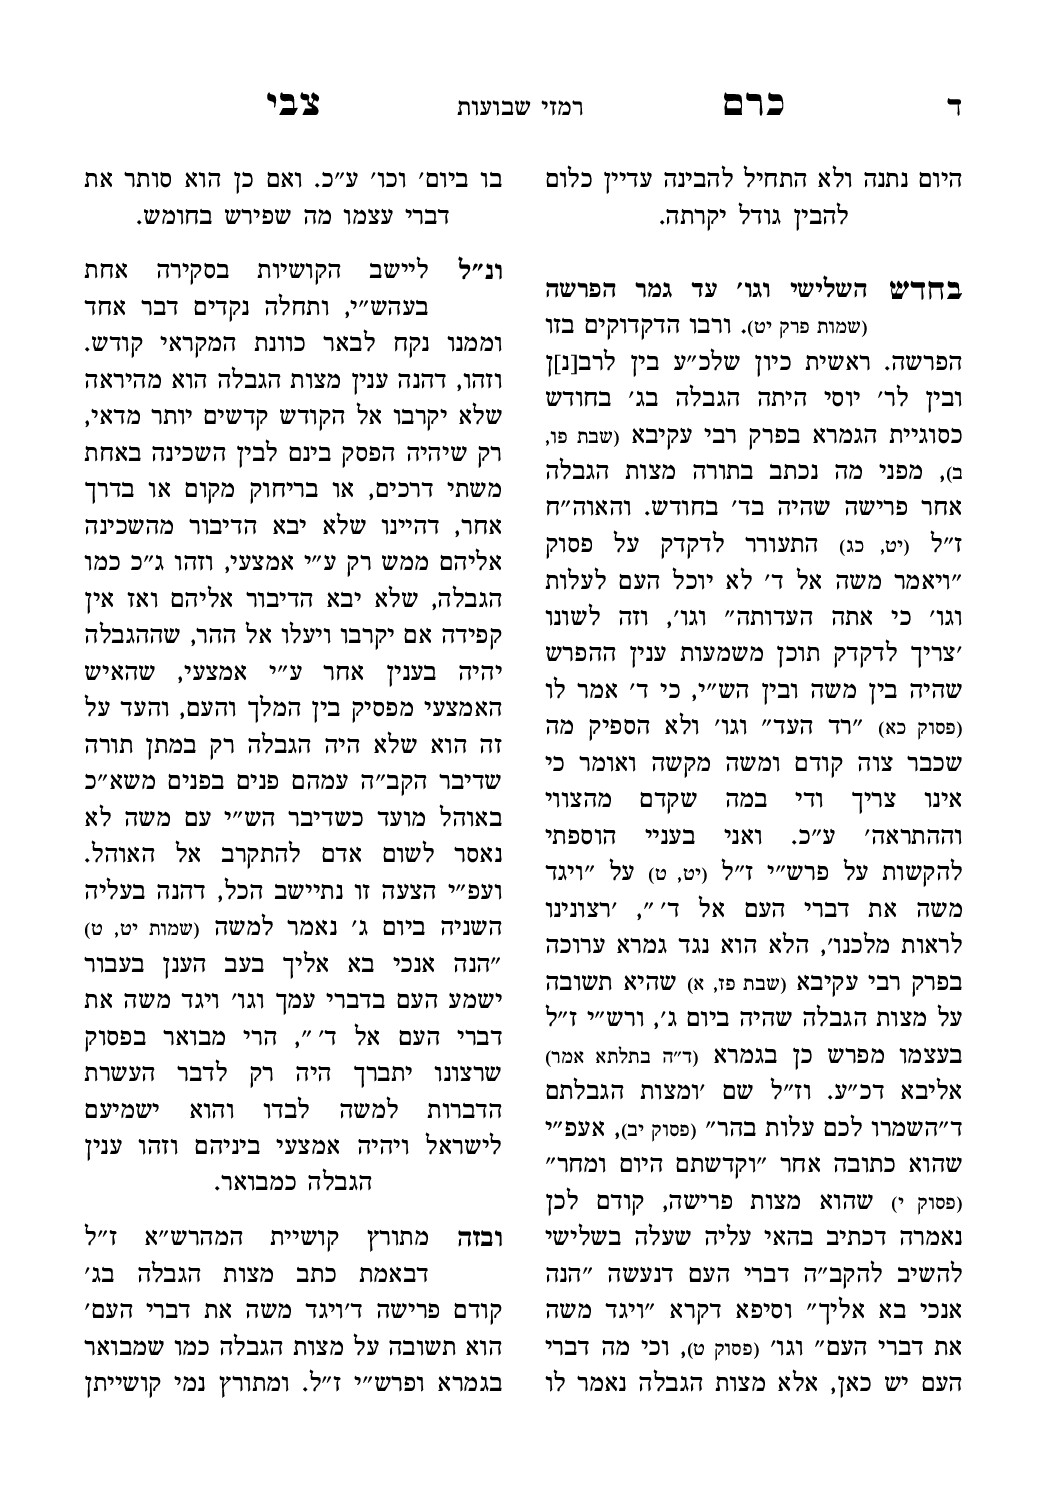 ד כרם רמזי שבועות צבי
היום נתנה ולא התחיל להבינה עדיין כלום
להבין גודל יקרתה.
בחדש השלישי וגו׳ עד גמר הפרשה
(שמות פרק יט). ורבו הדקדוקים בזו
הפרשה. ראשית כיון שלכ״ע בין לרב[נ]ן
ובין לר׳ יוסי היתה הגבלה בג׳ בחודש
כסוגיית הגמרא בפרק רבי עקיבא (שבת פו,
ב), מפני מה נכתב בתורה מצות הגבלה
אחר פרישה שהיה בד׳ בחודש. והאוה״ח
ז״ל (יט, כג) התעורר לדקדק על פסוק
״ויאמר משה אל ד׳ לא יוכל העם לעלות
וגו׳ כי אתה העדותה״ וגו׳, וזה לשונו
׳צריך לדקדק תוכן משמעות ענין ההפרש
שהיה בין משה ובין הש״י, כי ד׳ אמר לו
(פסוק כא) ״רד העד״ וגו׳ ולא הספיק מה
שכבר צוה קודם ומשה מקשה ואומר כי
אינו צריך ודי במה שקדם מהצווי
וההתראה׳ ע״כ. ואני בעניי הוספתי
להקשות על פרש״י ז״ל (יט, ט) על ״ויגד
משה את דברי העם אל ד׳ ״, ׳רצונינו
לראות מלכנו׳, הלא הוא נגד גמרא ערוכה
בפרק רבי עקיבא (שבת פז, א) שהיא תשובה
על מצות הגבלה שהיה ביום ג׳, ורש״י ז״ל
בעצמו מפרש כן בגמרא (ד״ה בתלתא אמר)
אליבא דכ״ע. וז״ל שם ׳ומצות הגבלתם
ד״השמרו לכם עלות בהר״ (פסוק יב), אעפ״י
שהוא כתובה אחר ״וקדשתם היום ומחר״
(פסוק י) שהוא מצות פרישה, קודם לכן
נאמרה דכתיב בהאי עליה שעלה בשלישי
להשיב להקב״ה דברי העם דנעשה ״הנה
אנכי בא אליך״ וסיפא דקרא ״ויגד משה
את דברי העם״ וגו׳ (פסוק ט), וכי מה דברי
העם יש כאן, אלא מצות הגבלה נאמר לו
בו ביום׳ וכו׳ ע״כ. ואם כן הוא סותר את
דברי עצמו מה שפירש בחומש.
ונ״ל ליישב הקושיות בסקירה אחת
בעהש״י, ותחלה נקדים דבר אחד
וממנו נקח לבאר כוונת המקראי קודש.
וזהו, דהנה ענין מצות הגבלה הוא מהיראה
שלא יקרבו אל הקודש קדשים יותר מדאי,
רק שיהיה הפסק בינם לבין השכינה באחת
משתי דרכים, או בריחוק מקום או בדרך
אחר, דהיינו שלא יבא הדיבור מהשכינה
אליהם ממש רק ע״י אמצעי, וזהו ג״כ כמו
הגבלה, שלא יבא הדיבור אליהם ואז אין
קפידה אם יקרבו ויעלו אל ההר, שההגבלה
יהיה בענין אחר ע״י אמצעי, שהאיש
האמצעי מפסיק בין המלך והעם, והעד על
זה הוא שלא היה הגבלה רק במתן תורה
שדיבר הקב״ה עמהם פנים בפנים משא״כ
באוהל מועד כשדיבר הש״י עם משה לא
נאסר לשום אדם להתקרב אל האוהל.
ועפ״י הצעה זו נתיישב הכל, דהנה בעליה
השניה ביום ג׳ נאמר למשה (שמות יט, ט)
״הנה אנכי בא אליך בעב הענן בעבור
ישמע העם בדברי עמך וגו׳ ויגד משה את
דברי העם אל ד׳ ״, הרי מבואר בפסוק
שרצונו יתברך היה רק לדבר העשרת
הדברות למשה לבדו והוא ישמיעם
לישראל ויהיה אמצעי ביניהם וזהו ענין
הגבלה כמבואר.
ובזה מתורץ קושיית המהרש״א ז״ל
דבאמת כתב מצות הגבלה בג׳
קודם פרישה ד׳ויגד משה את דברי העם׳
הוא תשובה על מצות הגבלה כמו שמבואר
בגמרא ופרש״י ז״ל. ומתורץ נמי קושייתן